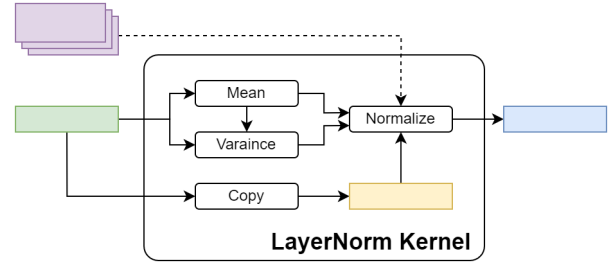 Mean
Normalize
Varaince
Copy
LayerNorm Kernel